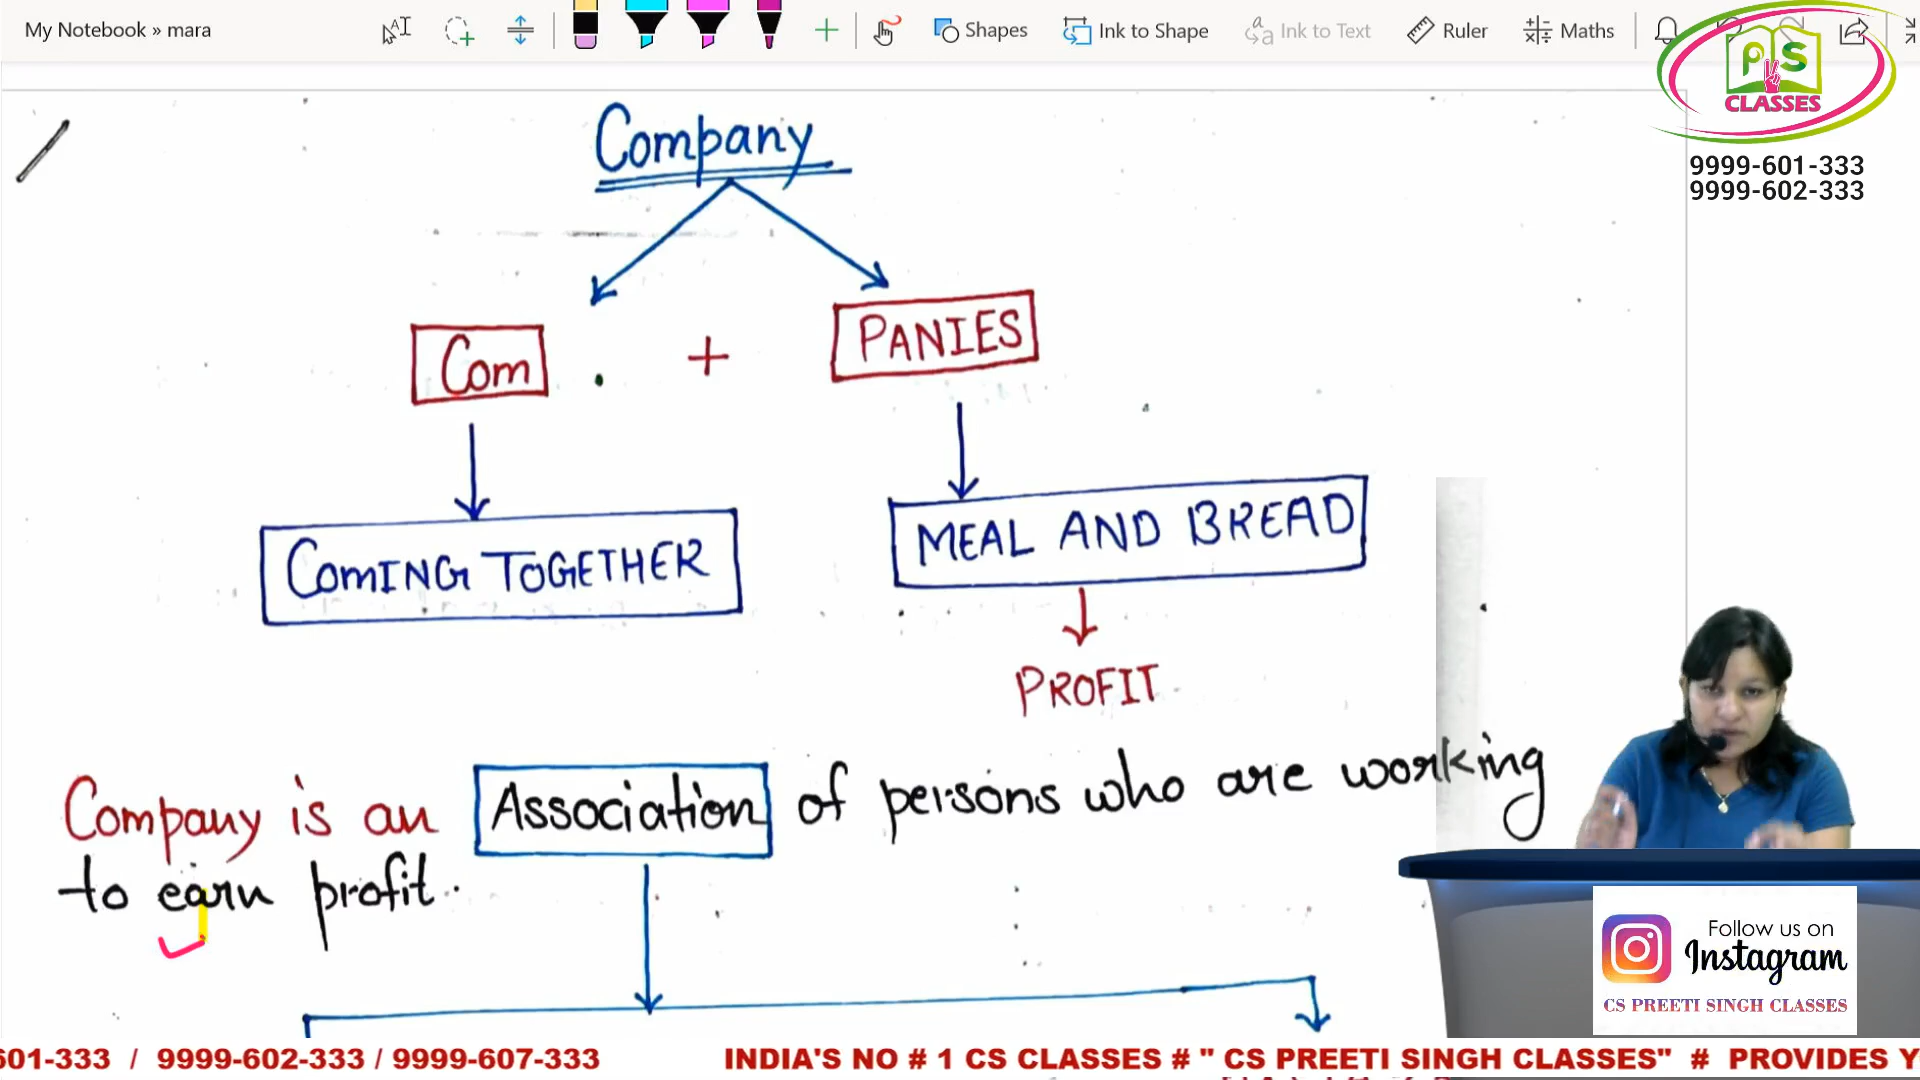 My Notebook » mara
Shapes
Ink to Shape
Ink to Text
Ruler
Maths
PS
CLASSES
9999-601-333
9999-602-333
Company
Com + PANIES
COMING TOGETHER
MEAL AND BREAD
PROFIT
Company is an Association of persons who are working
to earn profit.
Follow us on
Instagram
CS PREETI SINGH CLASSES
601-333 / 9999-602-333 / 9999-607-333 INDIA'S NO # 1 CS CLASSES # " CS PREETI SINGH CLASSES" # PROVIDES Y